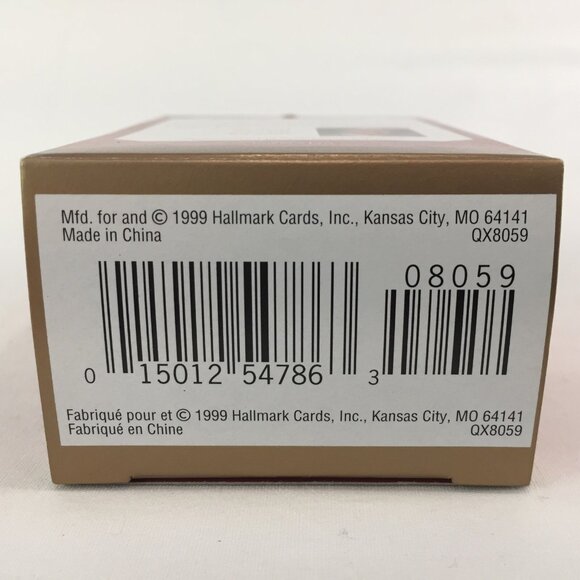 Mfd. for and © 1999 Hallmark Cards, Inc., Kansas City, MO 64141
Made in China QX8059
08059
0 15012 54786 3
Fabriqué pour et © 1999 Hallmark Cards, Inc., Kansas City, MO 64141
Fabriqué en Chine QX8059